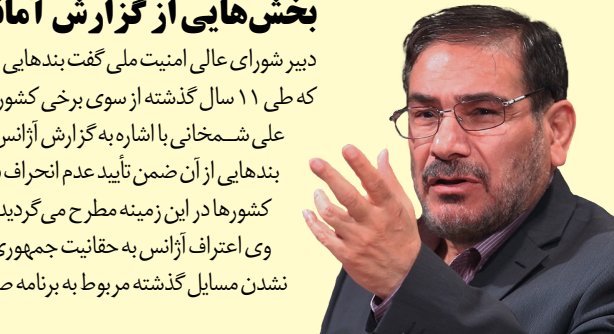 بخش‌هایی از گزارش آمان
دبیر شورای عالی امنیت ملی گفت بندهایی
که طی ۱۱ سال گذشته از سوی برخی کشور
علی شمخانی با اشاره به گزارش آژانس
بندهایی از آن ضمن تأیید عدم انحراف
کشورها در این زمینه مطرح می‌گردید
وی اعتراف آژانس به حقانیت جمهوری
نشدن مسایل گذشته مربوط به برنامه ص